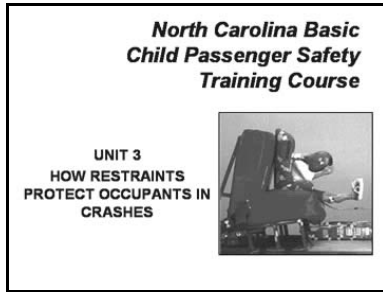 North Carolina Basic
Child Passenger Safety
Training Course
UNIT 3
HOW RESTRAINTS
PROTECT OCCUPANTS IN
CRASHES